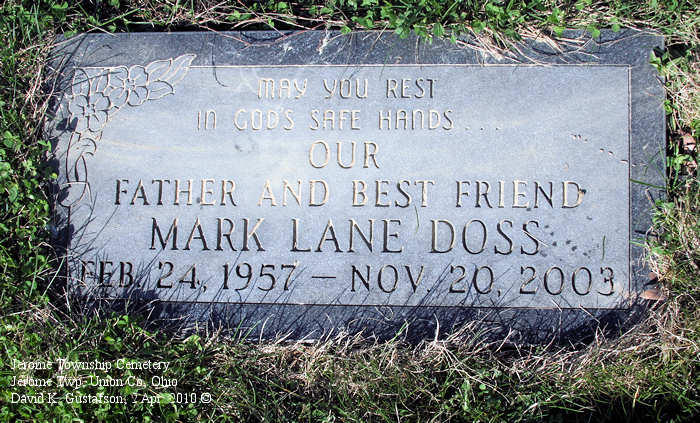 MAY YOU REST
IN GOD'S SAFE HANDS...
OUR
FATHER AND BEST FRIEND
MARK LANE DOSS
FEB. 24, 1957 — NOV. 20, 2003
Jerome Township Cemetery
Jerome Twp, Union Co, Ohio
David K. Gustafson, 2 Apr. 2010 ©